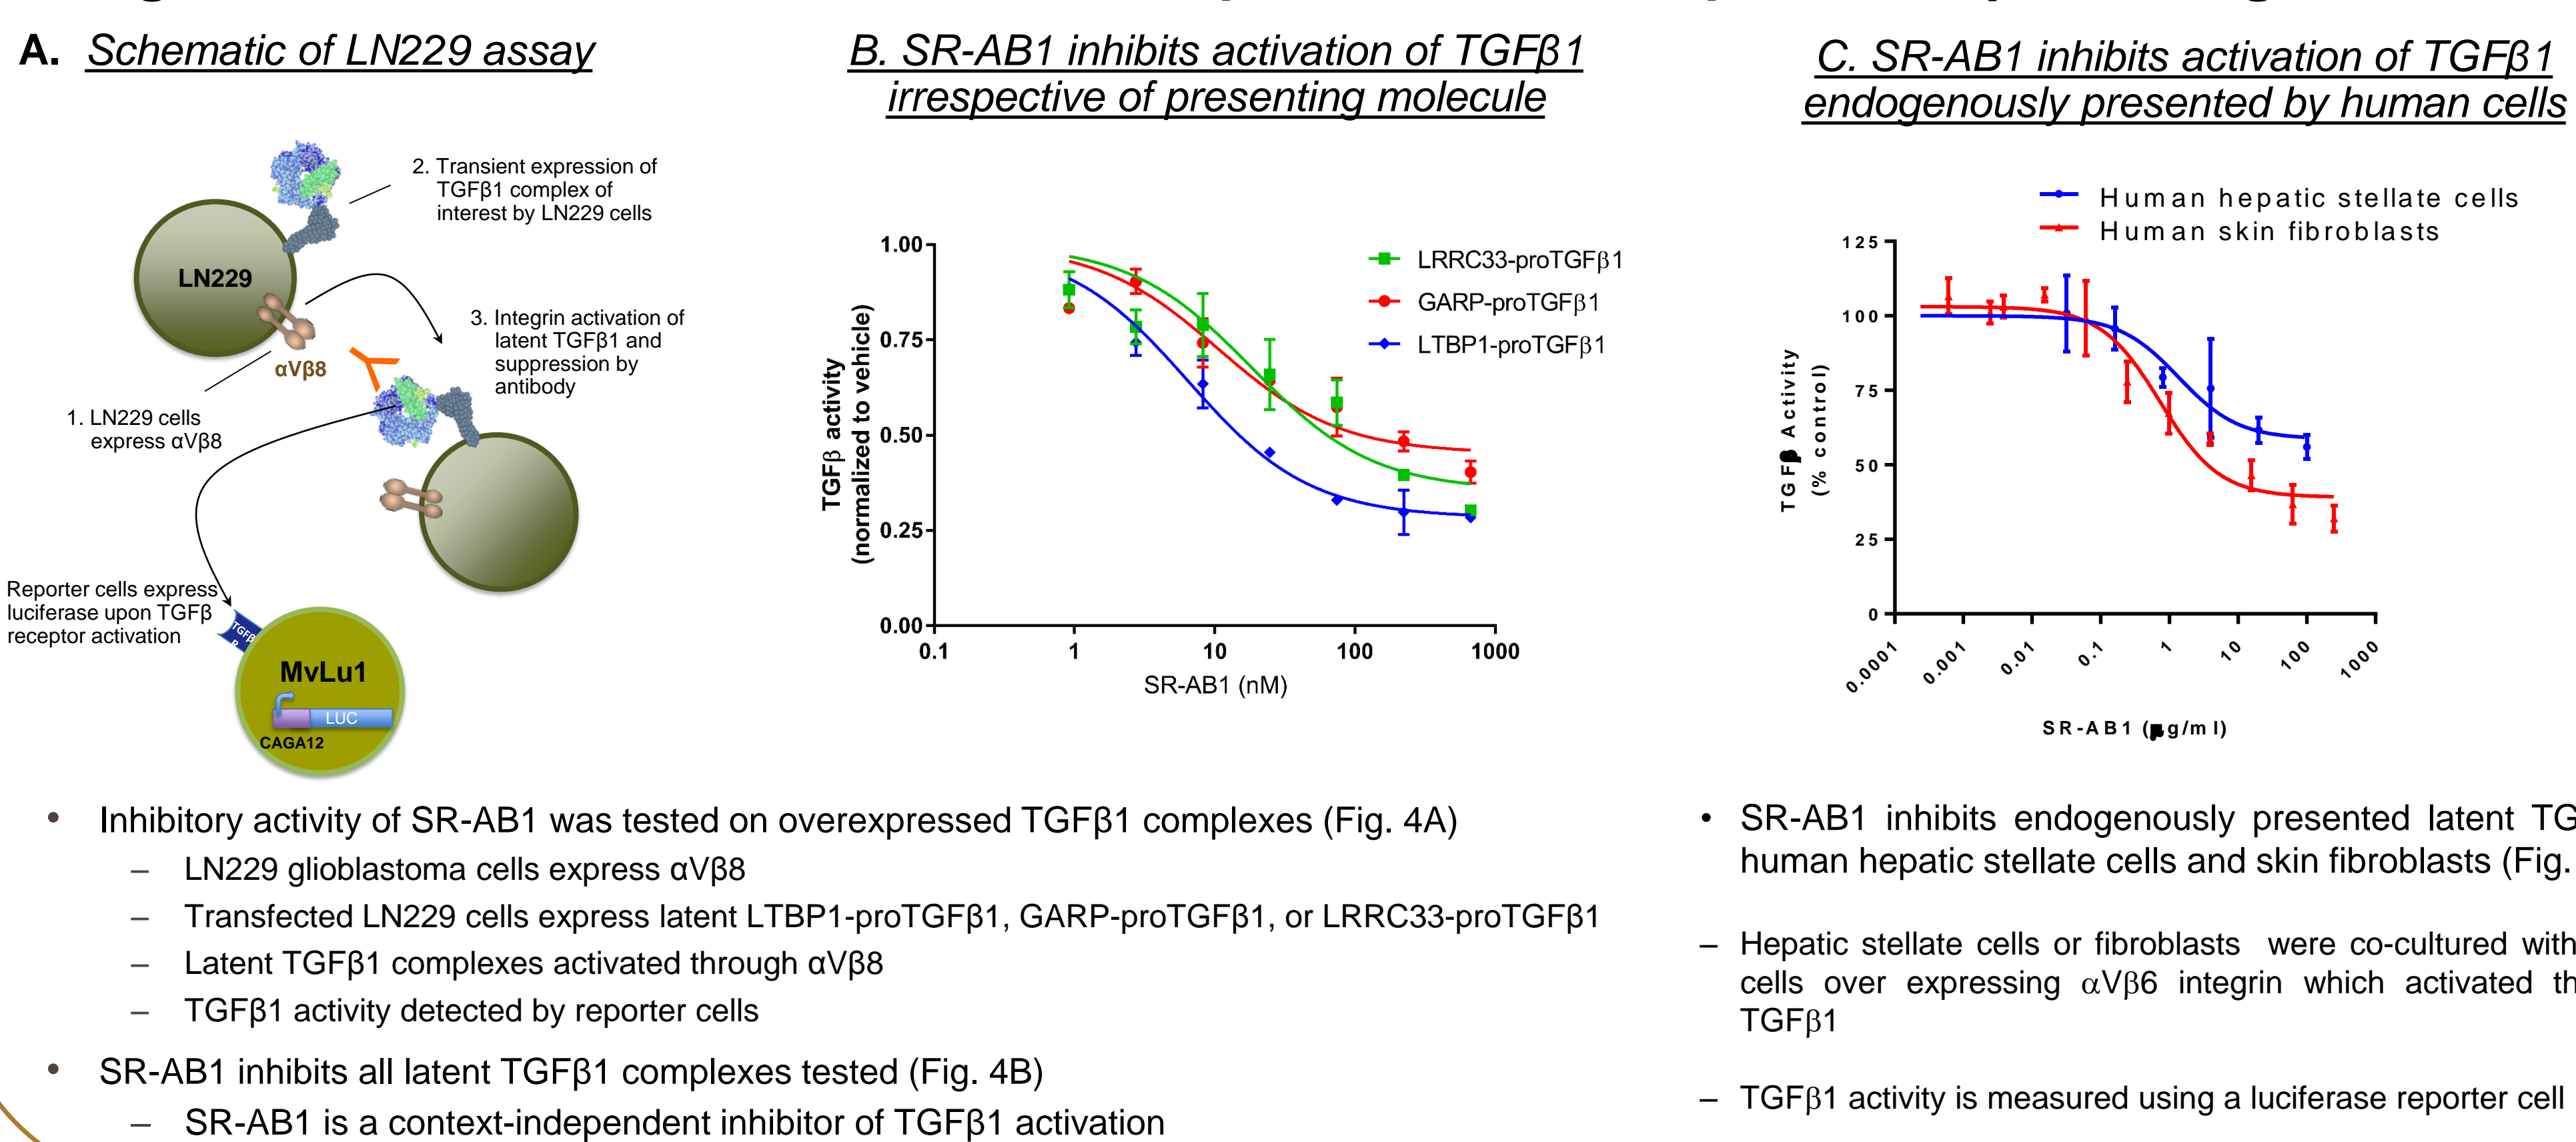 A. Schematic of LN229 assay
2. Transient expression of
TGFβ1 complex of
interest by LN229 cells
LN229
αVβ8
3. Integrin activation of
latent TGFβ1 and
suppression by
antibody
1. LN229 cells
express αVβ8
Reporter cells express
luciferase upon TGFβ
receptor activation
TGFβ
MvLu1
LUC
CAGA12
B. SR-AB1 inhibits activation of TGFβ1
irrespective of presenting molecule
LRRC33-proTGFβ1
GARP-proTGFβ1
LTBP1-proTGFβ1
TGFβ activity
(normalized to vehicle)
1.00
0.75
0.50
0.25
0.00
0.1 1 10 100 1000
SR-AB1 (nM)
C. SR-AB1 inhibits activation of TGFβ1
endogenously presented by human cells
Human hepatic stellate cells
Human skin fibroblasts
TGFβ Activity
(% control)
125
100
75
50
25
0
0.0001 0.001 0.01 0.1 1 10 100 1000
SR-AB1 (μg/ml)
• Inhibitory activity of SR-AB1 was tested on overexpressed TGFβ1 complexes (Fig. 4A)
– LN229 glioblastoma cells express αVβ8
– Transfected LN229 cells express latent LTBP1-proTGFβ1, GARP-proTGFβ1, or LRRC33-proTGFβ1
– Latent TGFβ1 complexes activated through αVβ8
– TGFβ1 activity detected by reporter cells
• SR-AB1 inhibits all latent TGFβ1 complexes tested (Fig. 4B)
– SR-AB1 is a context-independent inhibitor of TGFβ1 activation
• SR-AB1 inhibits endogenously presented latent TG
human hepatic stellate cells and skin fibroblasts (Fig.
– Hepatic stellate cells or fibroblasts were co-cultured with
cells over expressing αVβ6 integrin which activated th
TGFβ1
– TGFβ1 activity is measured using a luciferase reporter cell